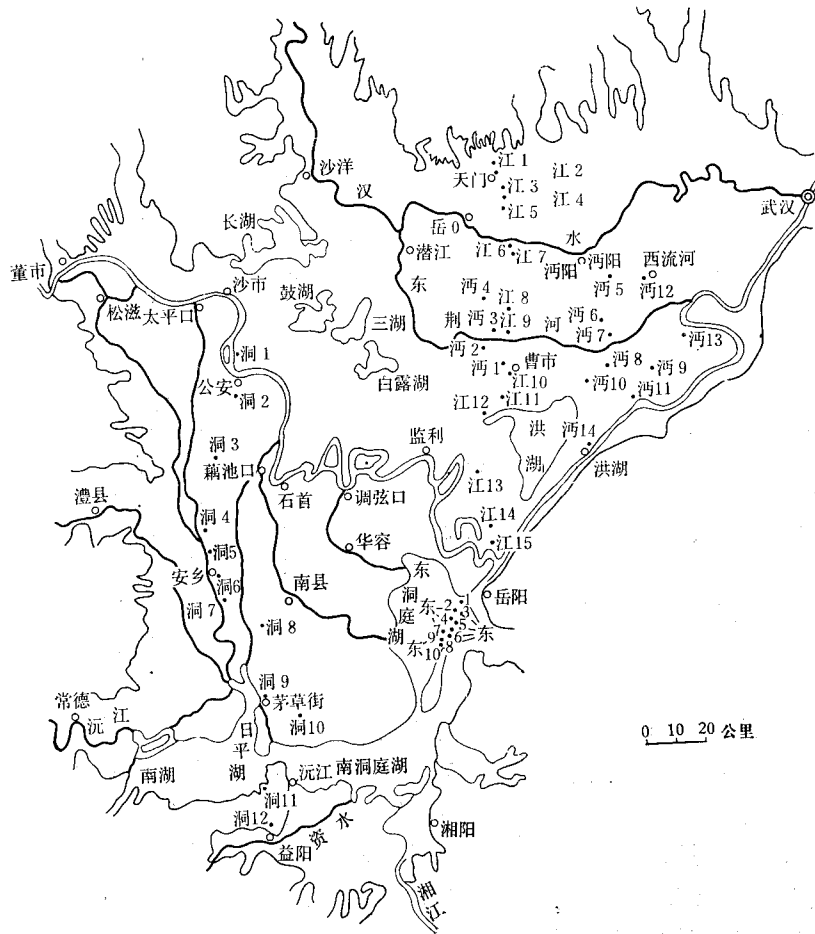 江1
天门
江2
江3
江4
江5
沙洋
汉
水
武汉
长湖
岳0
潜江
江6
江7
沔阳
沔阳
西流河
沔5
沔12
董市
沙市
松滋
太平口
鼓湖
三湖
白露湖
东
荆
河
沔4
江8
沔3
江9
沔6
沔7
沔13
沔2
沔1
曹市
江10
沔8
沔9
沔10
沔11
江11
江12
洪
湖
沔14
洪湖
洞1
公安
洞2
洞3
藕池口
石首
调弦口
监利
江13
江14
江15
澧县
洞4
洞5
安乡
洞6
洞7
华容
南县
洞8
东
洞
庭
湖
岳阳
东
1
2
3
4
5
6
7
8
9
10
东
东
常德
沅江
洞9
茅草街
洞10
日
平
湖
南湖
沅江
南洞庭湖
洞11
洞12
益阳
资水
湘阳
湘江
0 10 20 公里